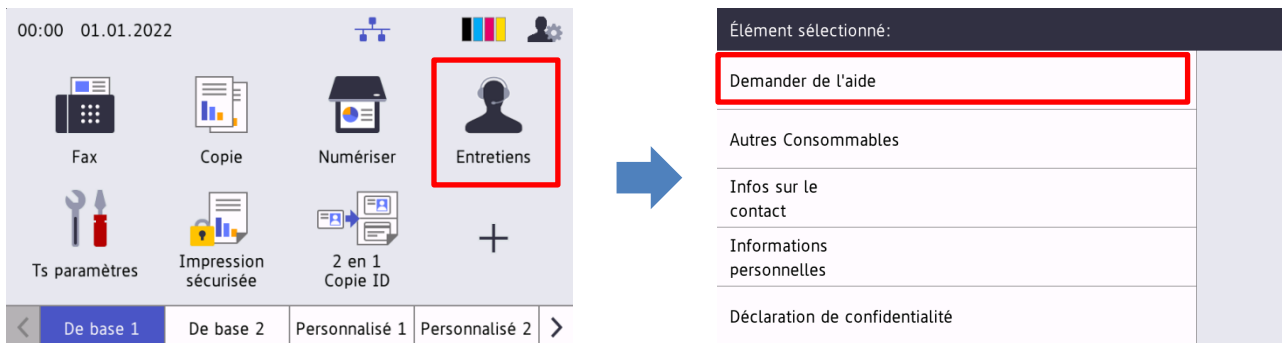 00:00 01.01.2022
Fax
Copie
Numériser
Entretiens
Ts paramètres
Impression
sécurisée
2 en 1
Copie ID
De base 1
De base 2
Personnalisé 1
Personnalisé 2
Élément sélectionné:
Demander de l'aide
Autres Consommables
Infos sur le
contact
Informations
personnelles
Déclaration de confidentialité